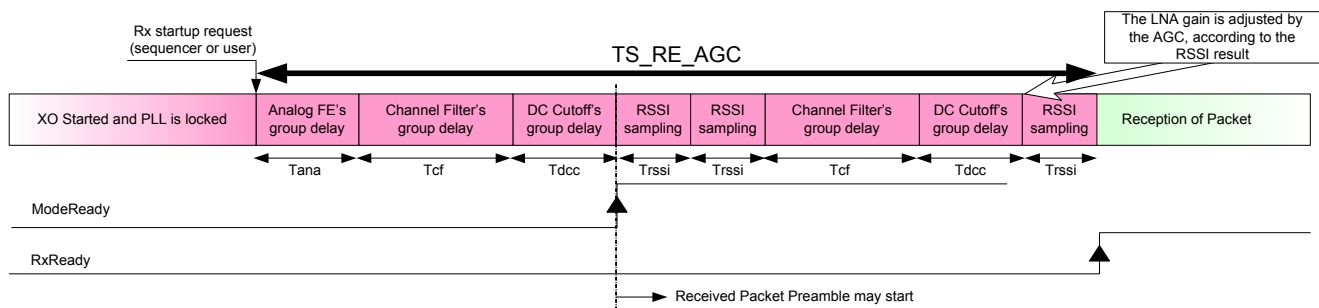 Rx startup request
(sequencer or user)
TS_RE_AGC
The LNA gain is adjusted by
the AGC, according to the
RSSI result
XO Started and PLL is locked
Analog FE's
group delay
Channel Filter's
group delay
DC Cutoff's
group delay
RSSI
sampling
RSSI
sampling
Channel Filter's
group delay
DC Cutoff's
group delay
RSSI
sampling
Reception of Packet
Tana
Tcf
Tdcc
Trssi
Trssi
Tcf
Tdcc
Trssi
ModeReady
RxReady
Received Packet Preamble may start